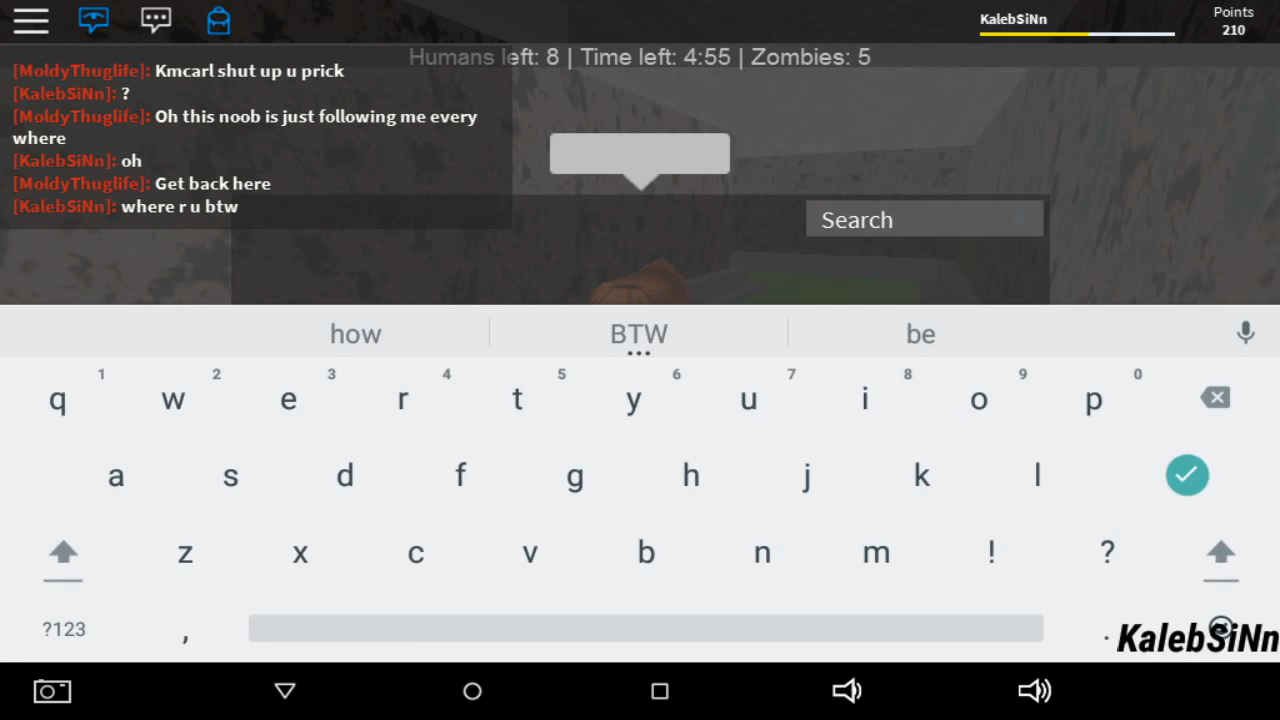 KalebSiNn
Points
210
Humans left: 8 | Time left: 4:55 | Zombies: 5
[MoldyThuglife]: Kmcarl shut up u prick
[KalebSiNn]: ?
[MoldyThuglife]: Oh this noob is just following me every
where
[KalebSiNn]: oh
[MoldyThuglife]: Get back here
[KalebSiNn]: where r u btw
Search
how BTW be
1 2 3 4 5 6 7 8 9 0
q w e r t y u i o p
a s d f g h j k l
z x c v b n m ! ?
?123 , .
KalebSiNn